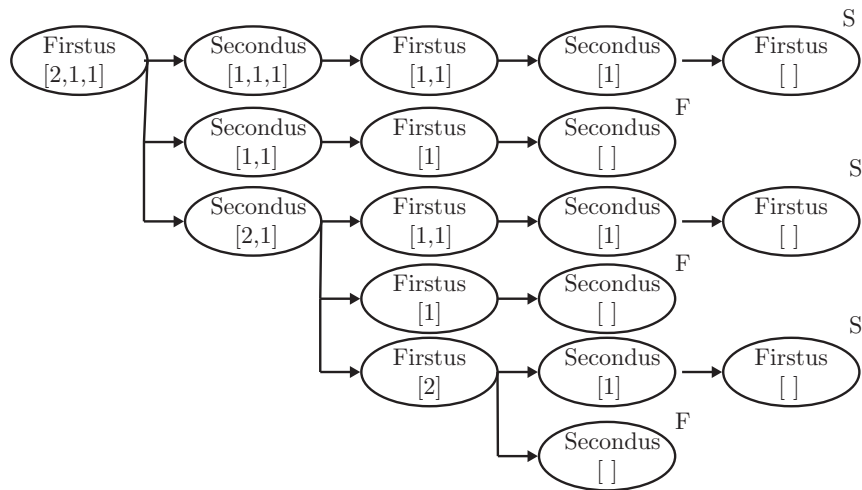 S
Firstus Secondus Firstus Secondus Firstus
[2,1,1] [1,1,1] [1,1] [1] [ ]
F
Secondus Firstus Secondus
[1,1] [1] [ ]
S
Secondus Firstus Secondus Firstus
[2,1] [1,1] [1] [ ]
F
Firstus Secondus
[1] [ ]
S
Firstus Secondus Firstus
[2] [1] [ ]
F
Secondus
[ ]